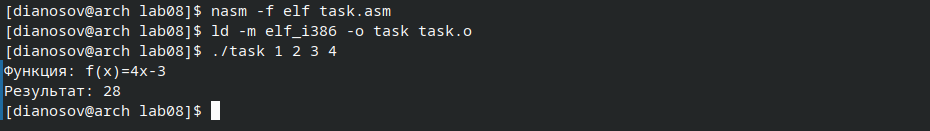 [dianosov@arch lab08]$ nasm -f elf task.asm
[dianosov@arch lab08]$ ld -m elf_i386 -o task task.o
[dianosov@arch lab08]$ ./task 1 2 3 4
Функция: f(x)=4x-3
Результат: 28
[dianosov@arch lab08]$